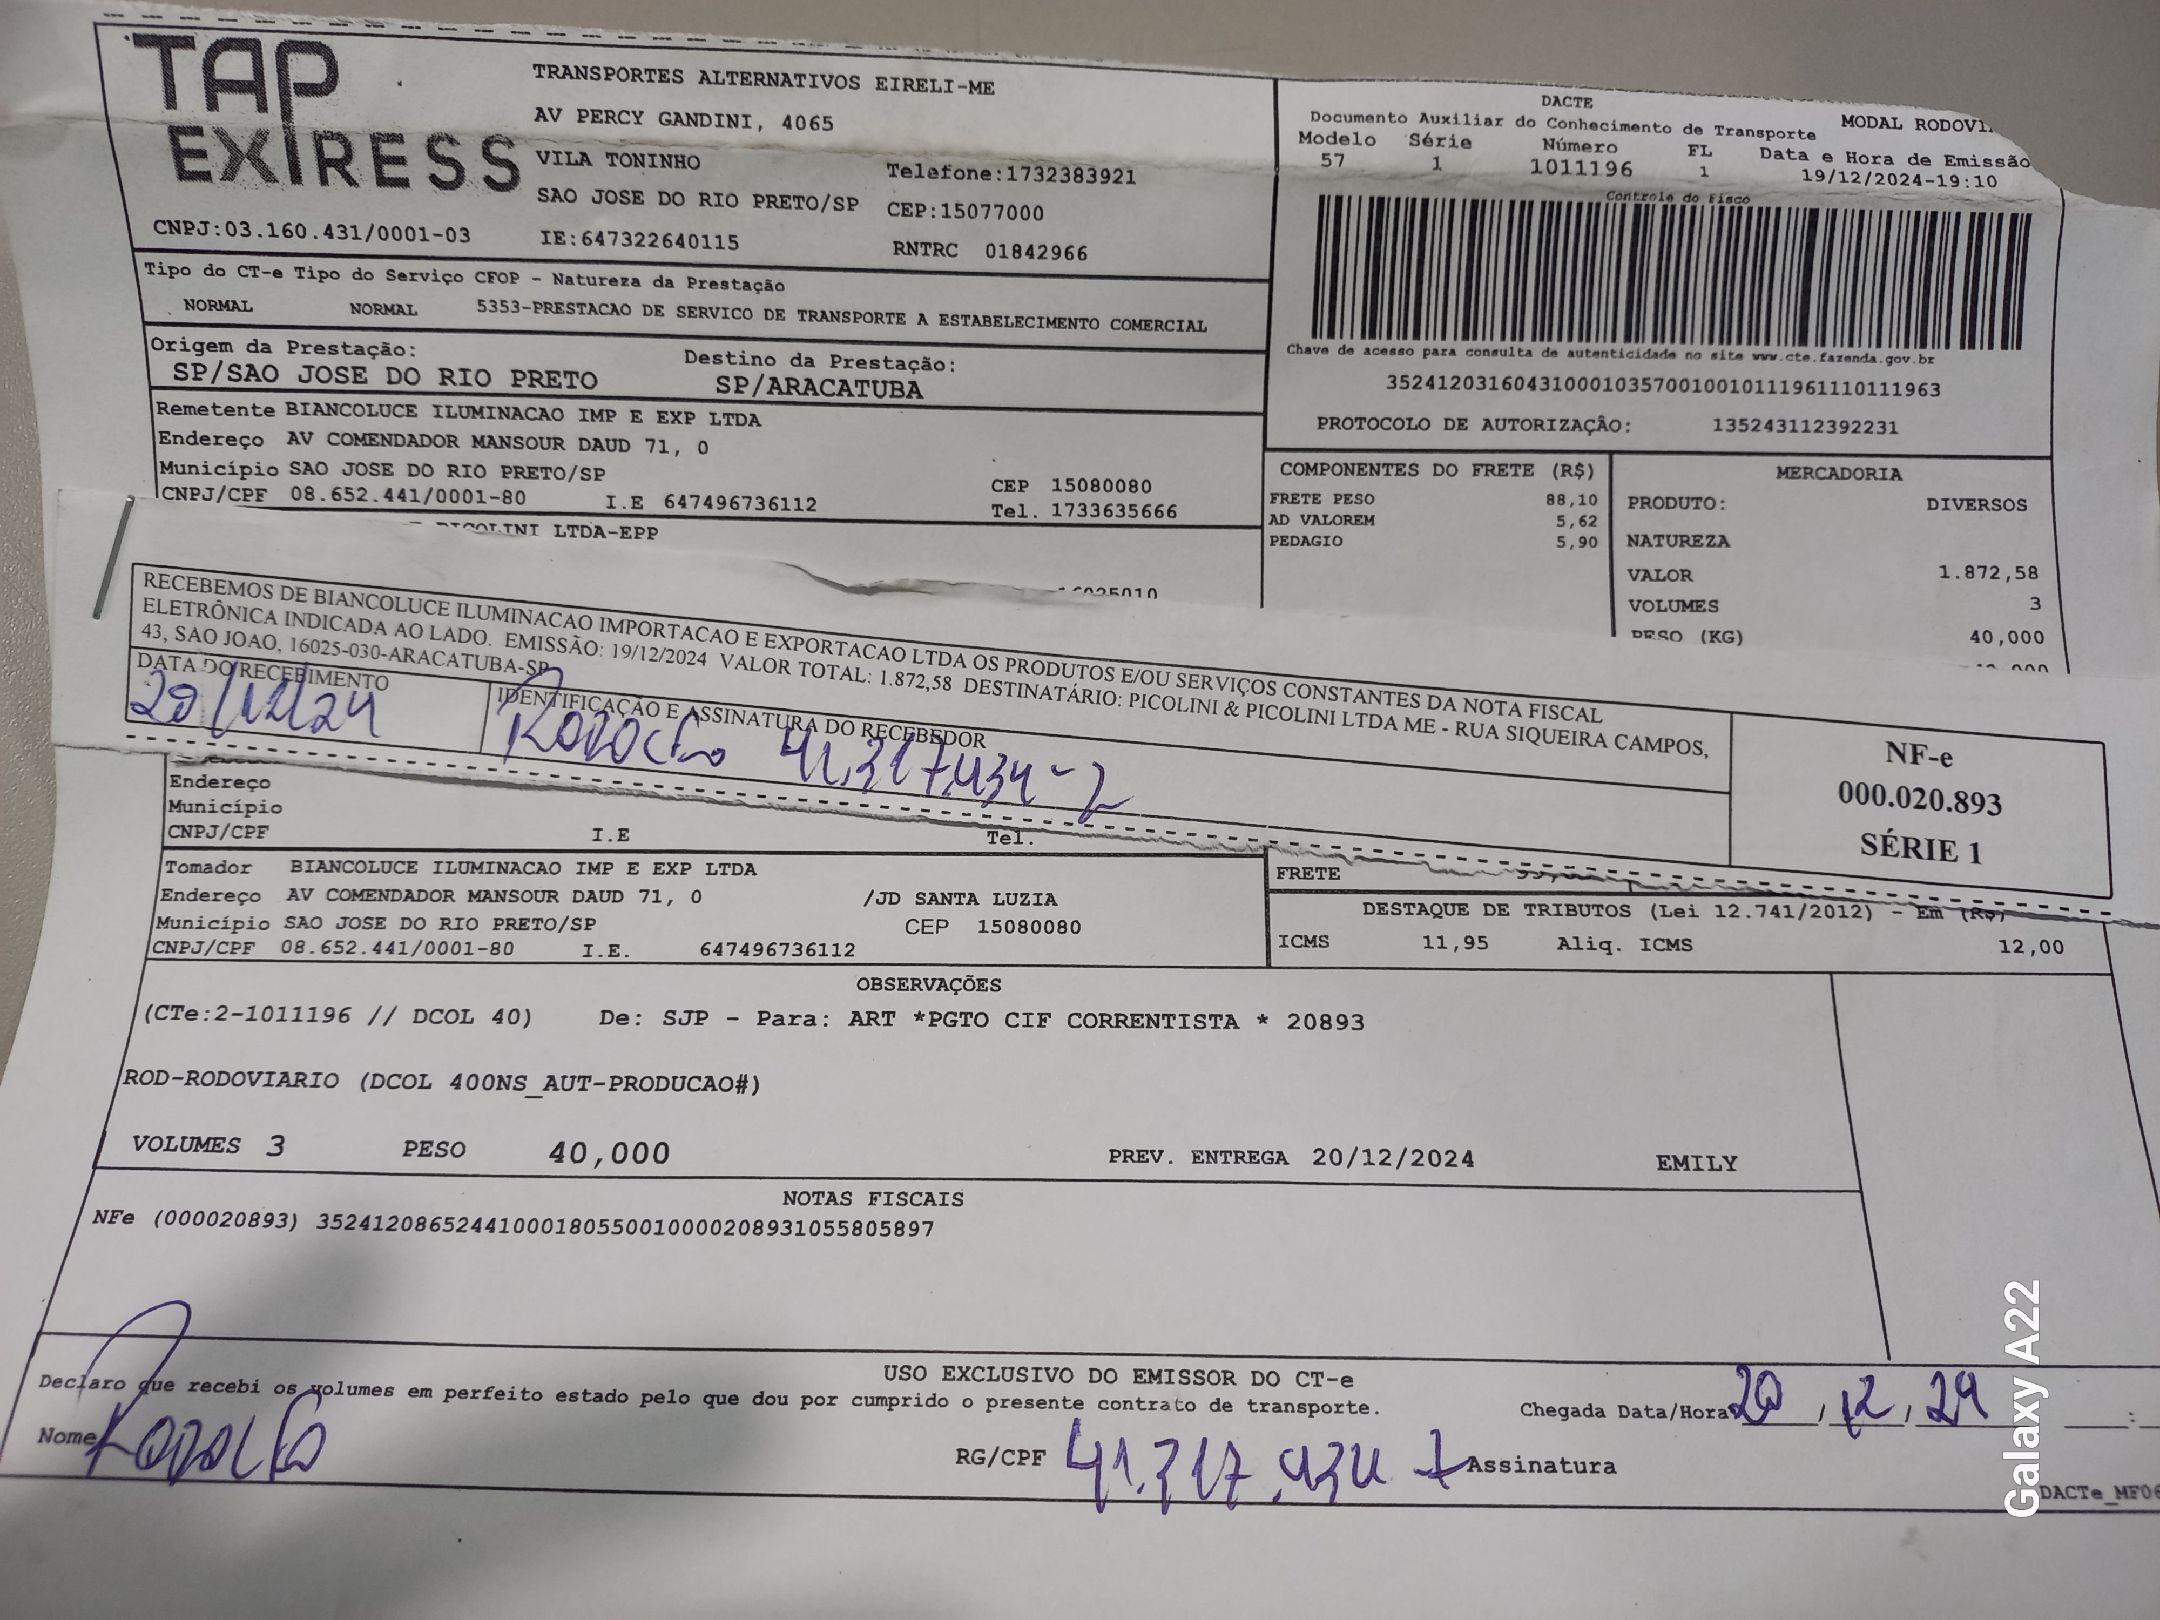 TAP
EXPRESS
TRANSPORTES ALTERNATIVOS EIRELI-ME
AV PERCY GANDINI, 4065
VILA TONINHO
Telefone:1732383921
SAO JOSE DO RIO PRETO/SP CEP:15077000
CNPJ:03.160.431/0001-03 IE:647322640115 RNTRC 01842966
DACTE
Documento Auxiliar do Conhecimento de Transporte MODAL
Modelo Série Número FL Data e Hora de Emissão
57 1 1011196 1 19/12/2024-19:10
Controle do Fisco
Chave de acesso para consulta de autenticidade no site www.cte.fazenda.gov.br
35241203160431000103570010010111961110111963
PROTOCOLO DE AUTORIZAÇÃO: 135243112392231
Tipo do CT-e Tipo do Serviço CFOP - Natureza da Prestação
NORMAL NORMAL 5353-PRESTACAO DE SERVICO DE TRANSPORTE A ESTABELECIMENTO COMERCIAL
Origem da Prestação: Destino da Prestação:
SP/SAO JOSE DO RIO PRETO SP/ARACATUBA
Remetente BIANCOLUCE ILUMINACAO IMP E EXP LTDA
Endereço AV COMENDADOR MANSOUR DAUD 71, 0
Município SAO JOSE DO RIO PRETO/SP CEP 15080080
CNPJ/CPF 08.652.441/0001-80 I.E 647496736112 Tel. 1733635666
LTDA-EPP
COMPONENTES DO FRETE (R$)
FRETE PESO 88,10
AD VALOREM 5,62
PEDAGIO 5,90
MERCADORIA
PRODUTO: DIVERSOS
NATUREZA
VALOR 1.872,58
VOLUMES 3
PESO (KG) 40,000
RECEBEMOS DE BIANCOLUCE ILUMINACAO IMPORTACAO E EXPORTACAO LTDA OS PRODUTOS E/OU SERVIÇOS CONSTANTES DA NOTA FISCAL
ELETRÔNICA INDICADA AO LADO. EMISSÃO: 19/12/2024 VALOR TOTAL: 1.872,58 DESTINATÁRIO: PICOLINI & PICOLINI LTDA ME - RUA SIQUEIRA CAMPOS,
43, SAO JOAO, 16025-030-ARACATUBA-SP
DATA DO RECEBIMENTO
20/12/24
IDENTIFICAÇÃO E ASSINATURA DO RECEBEDOR
NF-e
000.020.893
SÉRIE 1
Endereço
Município
CNPJ/CPF I.E Tel.
Tomador BIANCOLUCE ILUMINACAO IMP E EXP LTDA
Endereço AV COMENDADOR MANSOUR DAUD 71, 0 /JD SANTA LUZIA
Município SAO JOSE DO RIO PRETO/SP CEP 15080080
CNPJ/CPF 08.652.441/0001-80 I.E. 647496736112
FRETE
DESTAQUE DE TRIBUTOS (Lei 12.741/2012) - Em (R$)
ICMS 11,95 Aliq. ICMS 12,00
OBSERVAÇÕES
(CTe:2-1011196 // DCOL 40) De: SJP - Para: ART *PGTO CIF CORRENTISTA * 20893
ROD-RODOVIARIO (DCOL 400NS_AUT-PRODUCAO#)
VOLUMES 3 PESO 40,000 PREV. ENTREGA 20/12/2024 EMILY
NOTAS FISCAIS
NFe (000020893) 35241208652441000180550010000208931055805897
USO EXCLUSIVO DO EMISSOR DO CT-e
Declaro que recebi os volumes em perfeito estado pelo que dou por cumprido o presente contrato de transporte.
Chegada Data/Hora 20/12/24 :
Nome RG/CPF Assinatura
DACTe_MF06
Galaxy A22